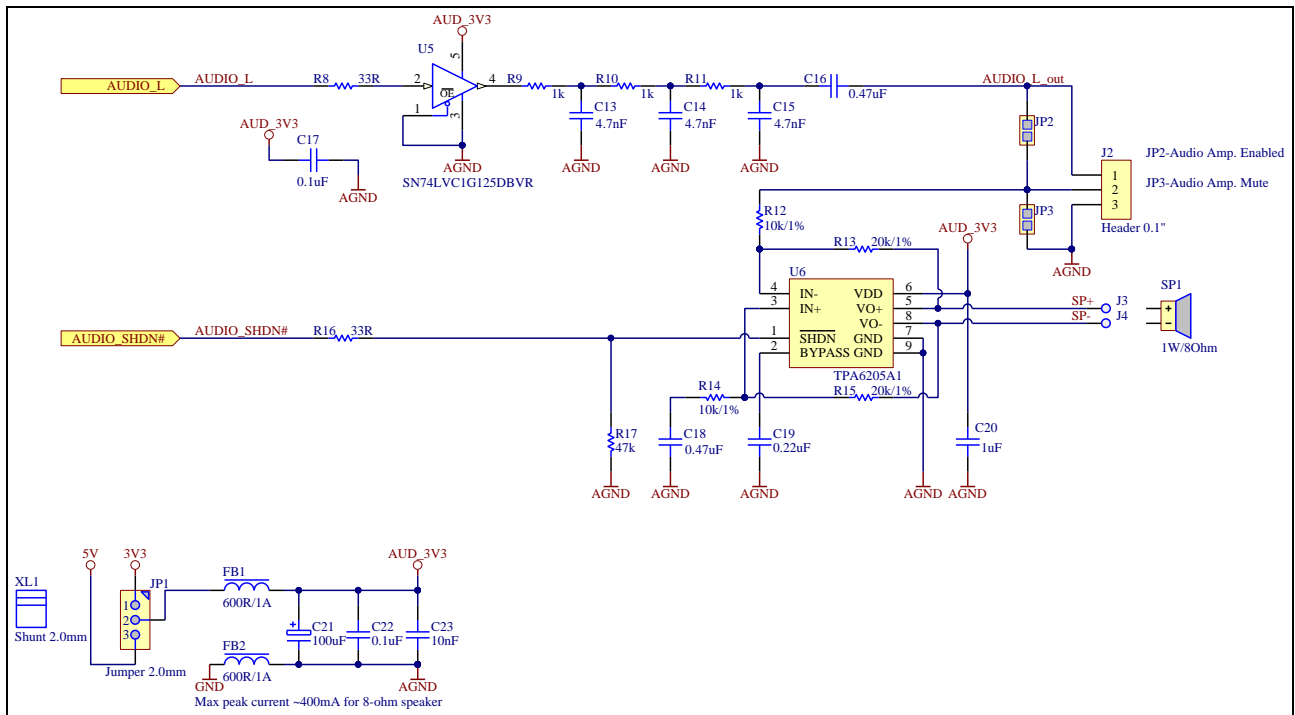 AUD_3V3
U5
5
AUDIO_L
AUDIO_L
R8 33R
2
OE
4
1
3
R9
1k
R10
1k
R11
1k
C16
0.47uF
AUDIO_L_out
C13
4.7nF
C14
4.7nF
C15
4.7nF
AGND
AGND
AGND
AGND
SN74LVC1G125DBVR
AUD_3V3
C17
0.1uF
AGND
JP2
JP3
J2
1
2
3
Header 0.1"
JP2-Audio Amp. Enabled
JP3-Audio Amp. Mute
AGND
R12
10k/1%
R13 20k/1%
AUD_3V3
U6
4 IN- VDD 6
3 IN+ VO+ 5
VO- 8
1 SHDN GND 7
2 BYPASS GND 9
TPA6205A1
SP+ J3
SP- J4
SP1
+
−
1W/8Ohm
AUDIO_SHDN#
AUDIO_SHDN#
R16 33R
R14
10k/1%
R15 20k/1%
R17
47k
C18
0.47uF
C19
0.22uF
C20
1uF
AGND
AGND
AGND
AGND
AGND
XL1
Shunt 2.0mm
5V
3V3
JP1
1
2
3
Jumper 2.0mm
FB1
600R/1A
FB2
600R/1A
GND
AUD_3V3
+
C21
100uF
C22
0.1uF
C23
10nF
AGND
Max peak current ~400mA for 8-ohm speaker